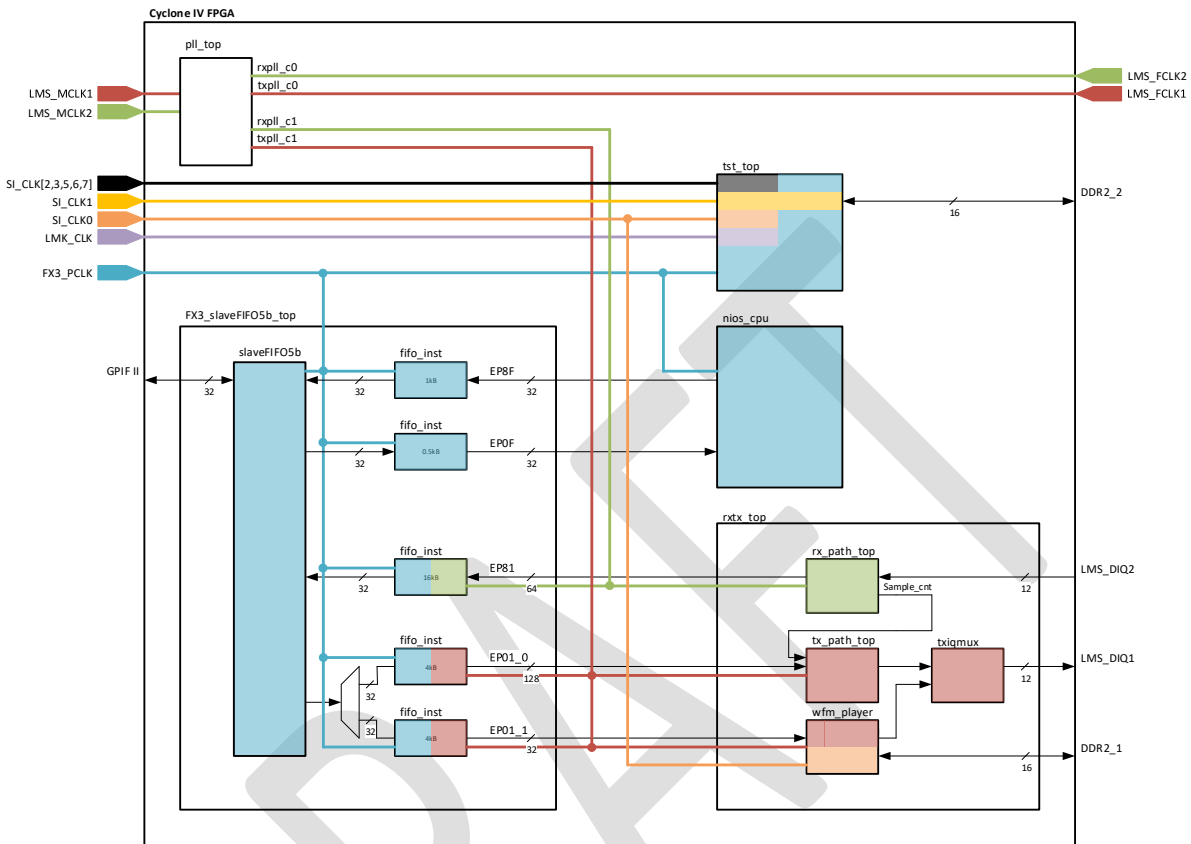 Cyclone IV FPGA
pll_top
rxpll_c0
txpll_c0
LMS_FCLK2
LMS_FCLK1
LMS_MCLK1
LMS_MCLK2
rxpll_c1
txpll_c1
tst_top
SI_CLK[2,3,5,6,7]
SI_CLK1
SI_CLK0
LMK_CLK
FX3_PCLK
16
DDR2_2
FX3_slaveFIFO5b_top
nios_cpu
slaveFIFO5b
GPIF II
32
fifo_inst
1kB
32
EP8F
32
fifo_inst
0.5kB
32
EP0F
32
rxtx_top
fifo_inst
16kB
32
EP81
64
rx_path_top
Sample_cnt
12
LMS_DIQ2
fifo_inst
4kB
32
EP01_0
128
tx_path_top
txiqmux
12
LMS_DIQ1
fifo_inst
4kB
32
EP01_1
32
wfm_player
16
DDR2_1
DRAFT